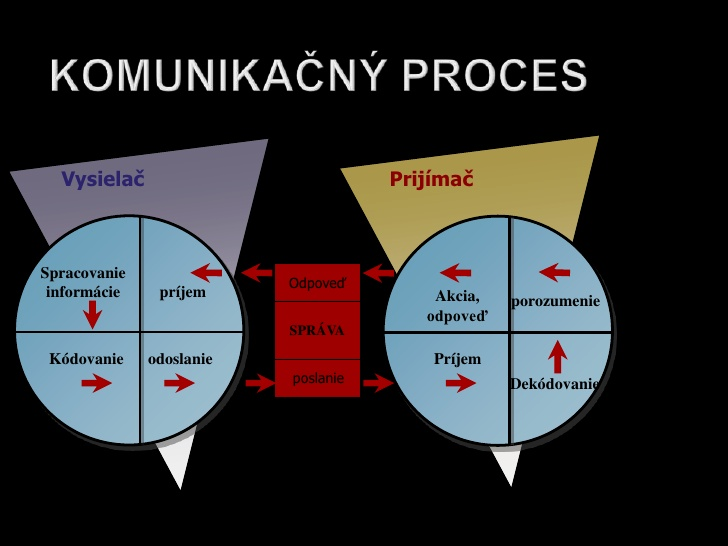 KOMUNIKAČNÝ PROCES
Vysielač
Prijímač
Spracovanie
informácie
príjem
Kódovanie
odoslanie
Odpoveď
SPRÁVA
poslanie
Akcia,
odpoveď
porozumenie
Príjem
Dekódovanie